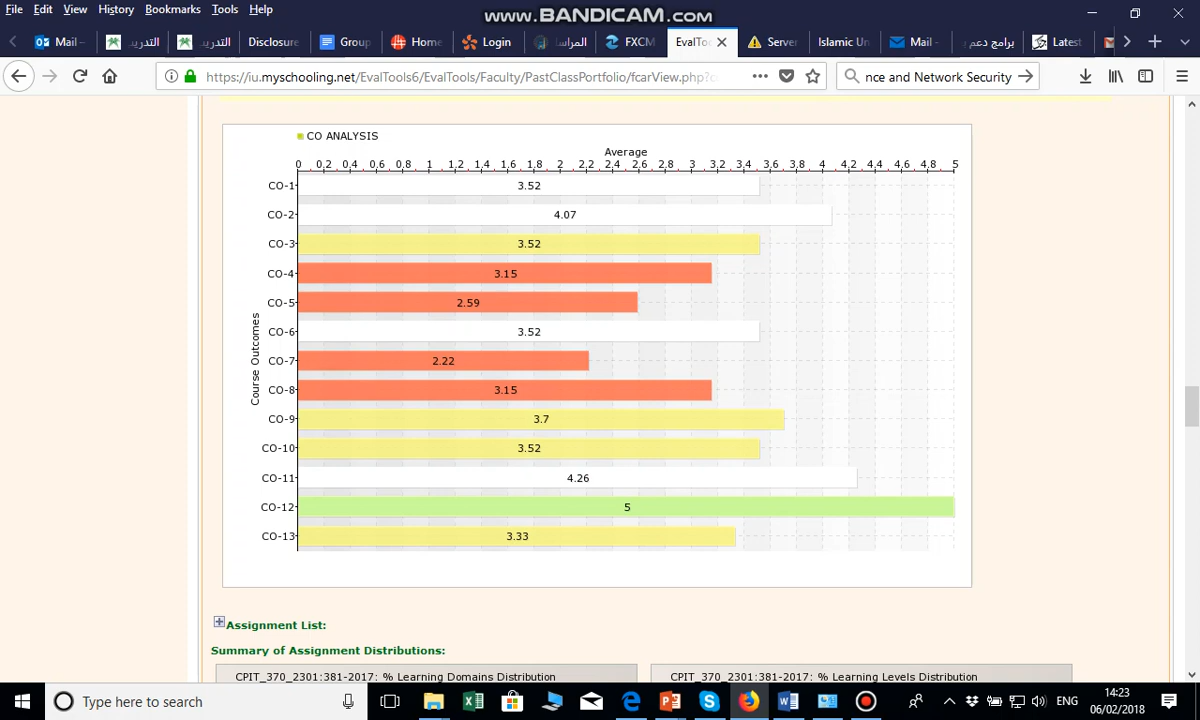 File Edit View History Bookmarks Tools Help
www.BANDICAM.com
Mail - التدريد التدريد Disclosure Group Home Login المراسا FXCM EvalToo Server Islamic Un Mail - برامج دعم ب Latest
https://iu.myschooling.net/EvalTools6/EvalTools/Faculty/PastClassPortfolio/fcarView.php?c
nce and Network Security
CO ANALYSIS
Average
0 0.2 0.4 0.6 0.8 1 1.2 1.4 1.6 1.8 2 2.2 2.4 2.6 2.8 3 3.2 3.4 3.6 3.8 4 4.2 4.4 4.6 4.8 5
Course Outcomes
CO-1 3.52
CO-2 4.07
CO-3 3.52
CO-4 3.15
CO-5 2.59
CO-6 3.52
CO-7 2.22
CO-8 3.15
CO-9 3.7
CO-10 3.52
CO-11 4.26
CO-12 5
CO-13 3.33
Assignment List:
Summary of Assignment Distributions:
CPIT_370_2301:381-2017: % Learning Domains Distribution
CPIT_370_2301:381-2017: % Learning Levels Distribution
Type here to search
ENG
14:23
06/02/2018